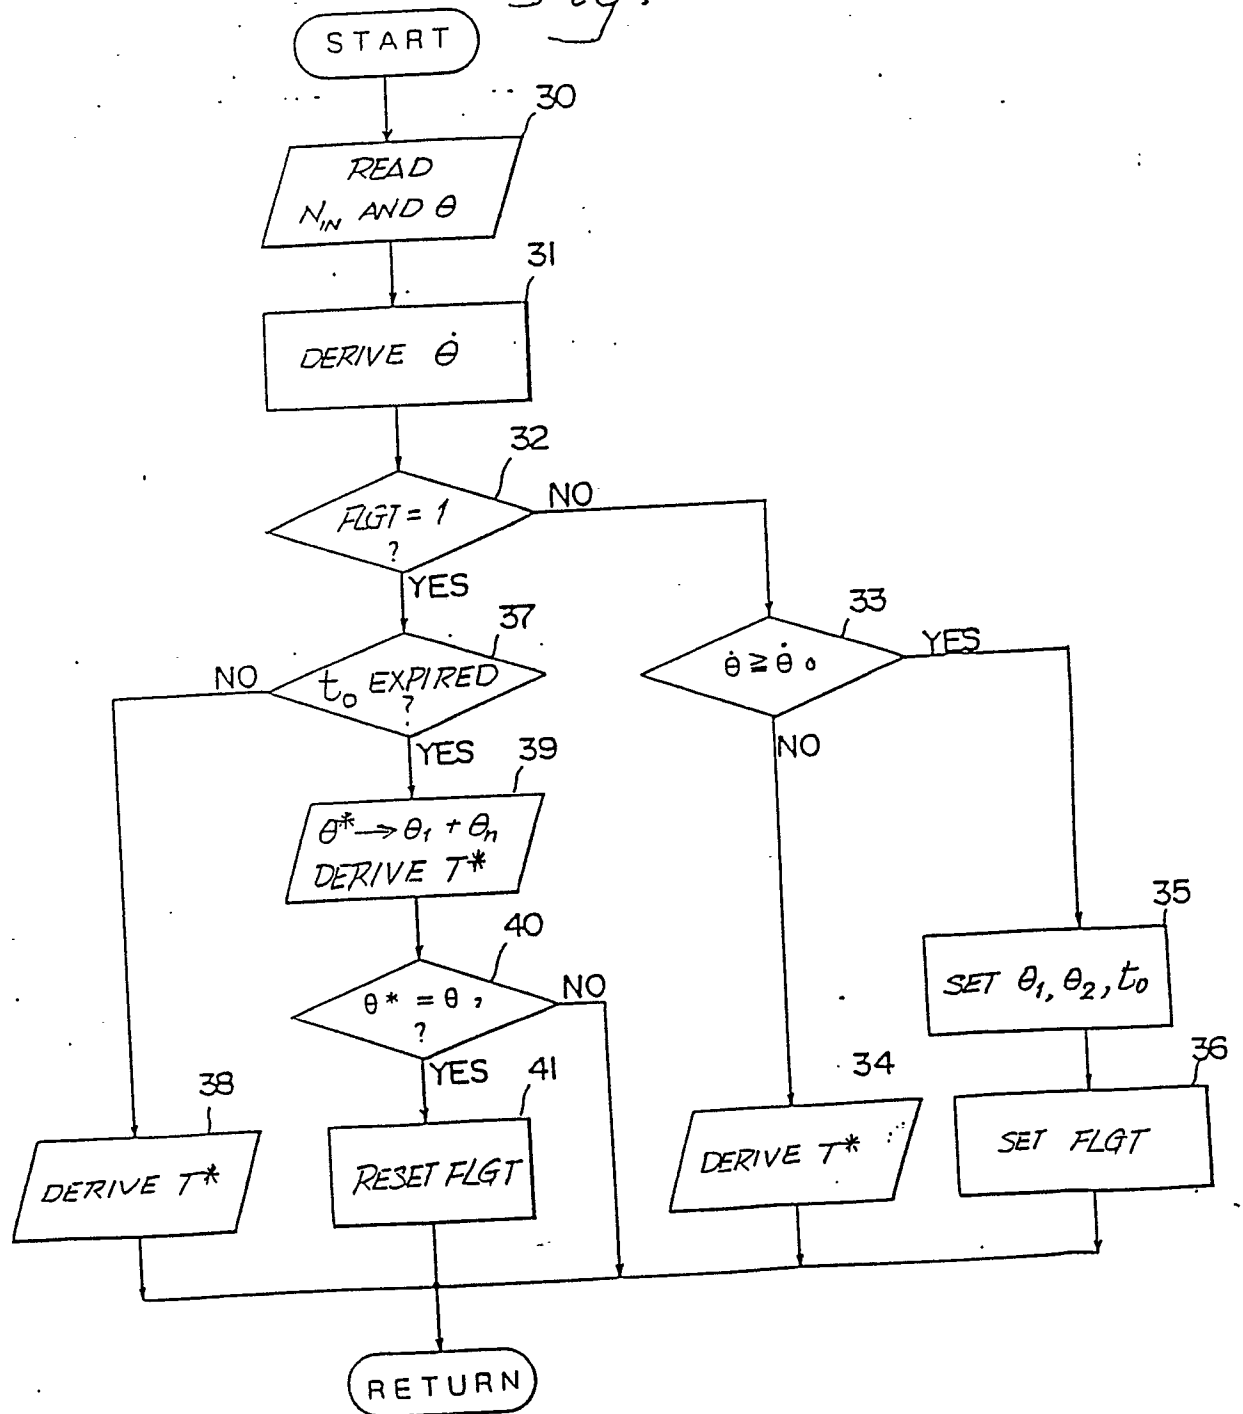 START
30
READ
N_IN AND θ
31
DERIVE θ̇
32
FLGT = 1
?
NO
YES
33
θ̇ ≧ θ̇₀
YES
NO
37
t₀ EXPIRED
?
NO
YES
39
θ* → θ₁ + θₙ
DERIVE T*
40
θ* = θ,
?
NO
YES
35
SET θ₁, θ₂, t₀
36
SET FLGT
34
DERIVE T*
41
RESET FLGT
38
DERIVE T*
RETURN